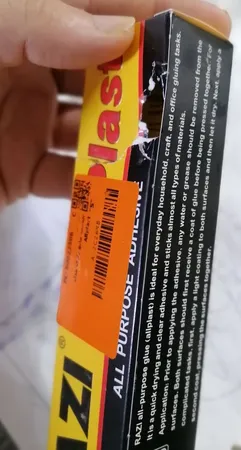 RAZI®
Plast
ALL PURPOSE ADHESI
RAZI all-purpose glue (allplast) is ideal for everyday household, craft, and office gluing tasks.
It is a quick drying and clear adhesive and sticks almost all types of materials.
Application. Prior to applying the adhesive, any water or grease should be removed from the
surfaces. Both surfaces should first receive a coat of glue before being pressed together. For
complicated tasks, first, apply a light coating to both surfaces and then let it dry. Next, apply a
second coat, pressing the surfaces together.